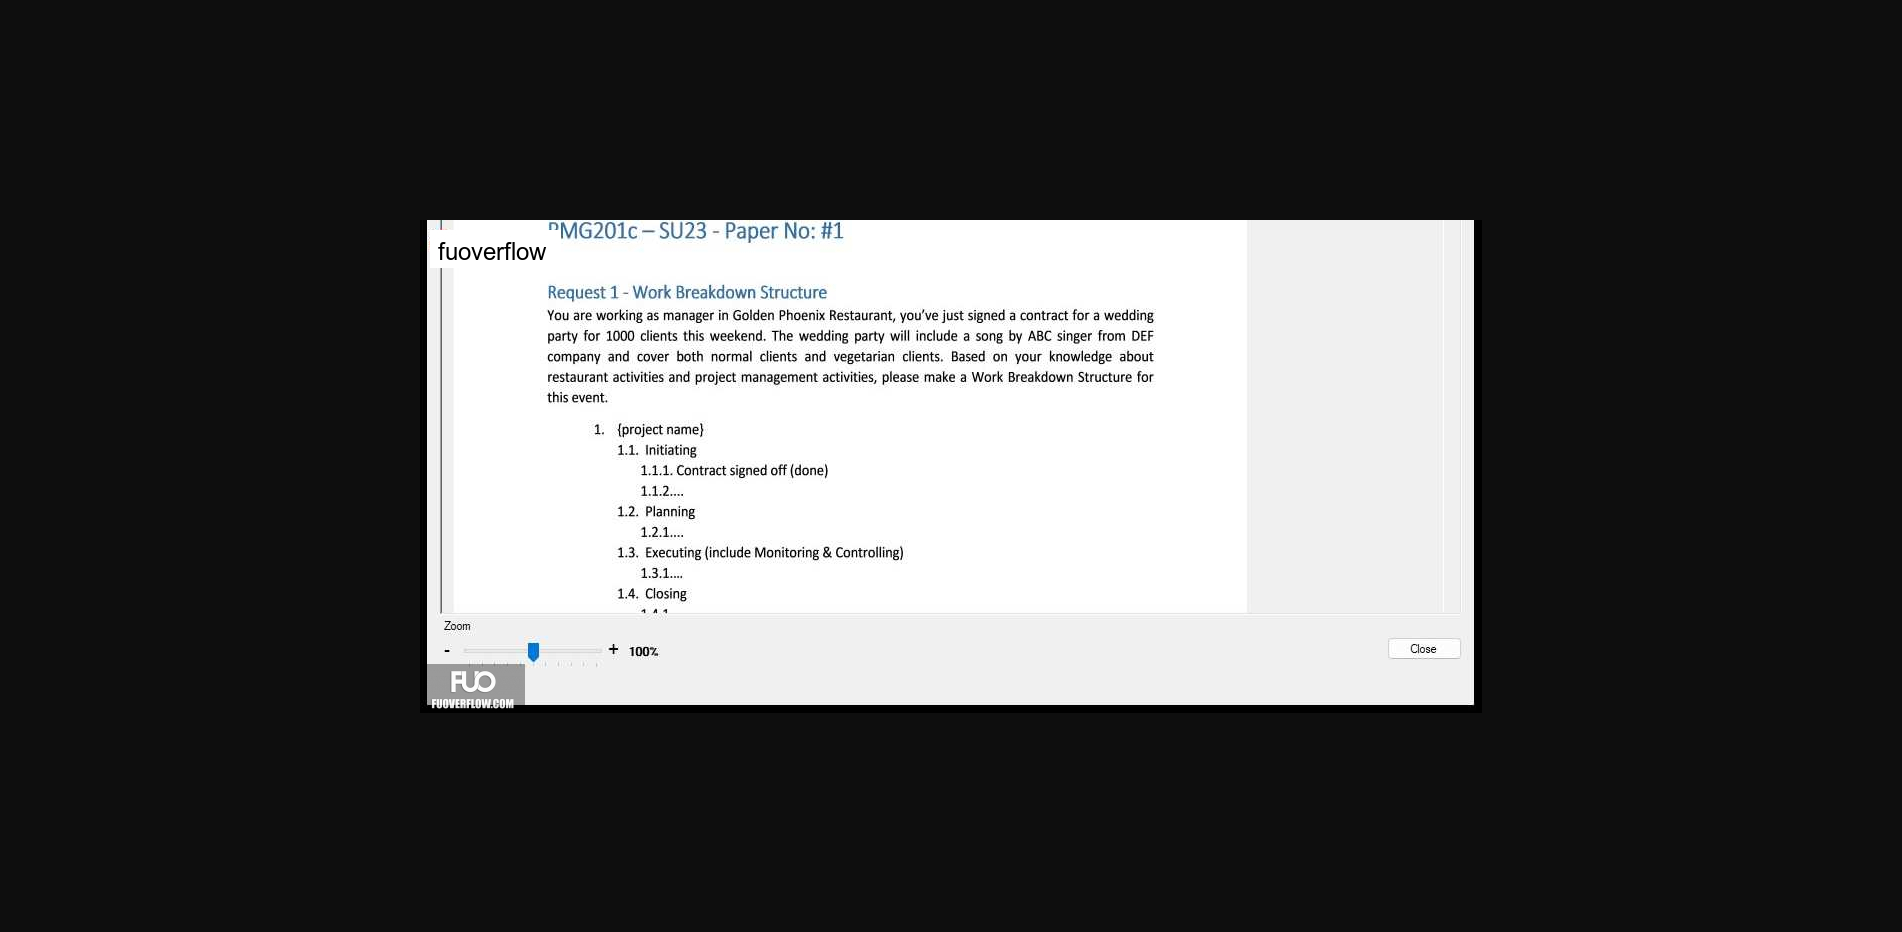 PMG201c – SU23 - Paper No: #1
fuoverflow
Request 1 - Work Breakdown Structure
You are working as manager in Golden Phoenix Restaurant, you've just signed a contract for a wedding
party for 1000 clients this weekend. The wedding party will include a song by ABC singer from DEF
company and cover both normal clients and vegetarian clients. Based on your knowledge about
restaurant activities and project management activities, please make a Work Breakdown Structure for
this event.
1. {project name}
1.1. Initiating
1.1.1. Contract signed off (done)
1.1.2....
1.2. Planning
1.2.1....
1.3. Executing (include Monitoring & Controlling)
1.3.1....
1.4. Closing
Zoom
- + 100%
Close
FUO
FUOVERFLOW.COM